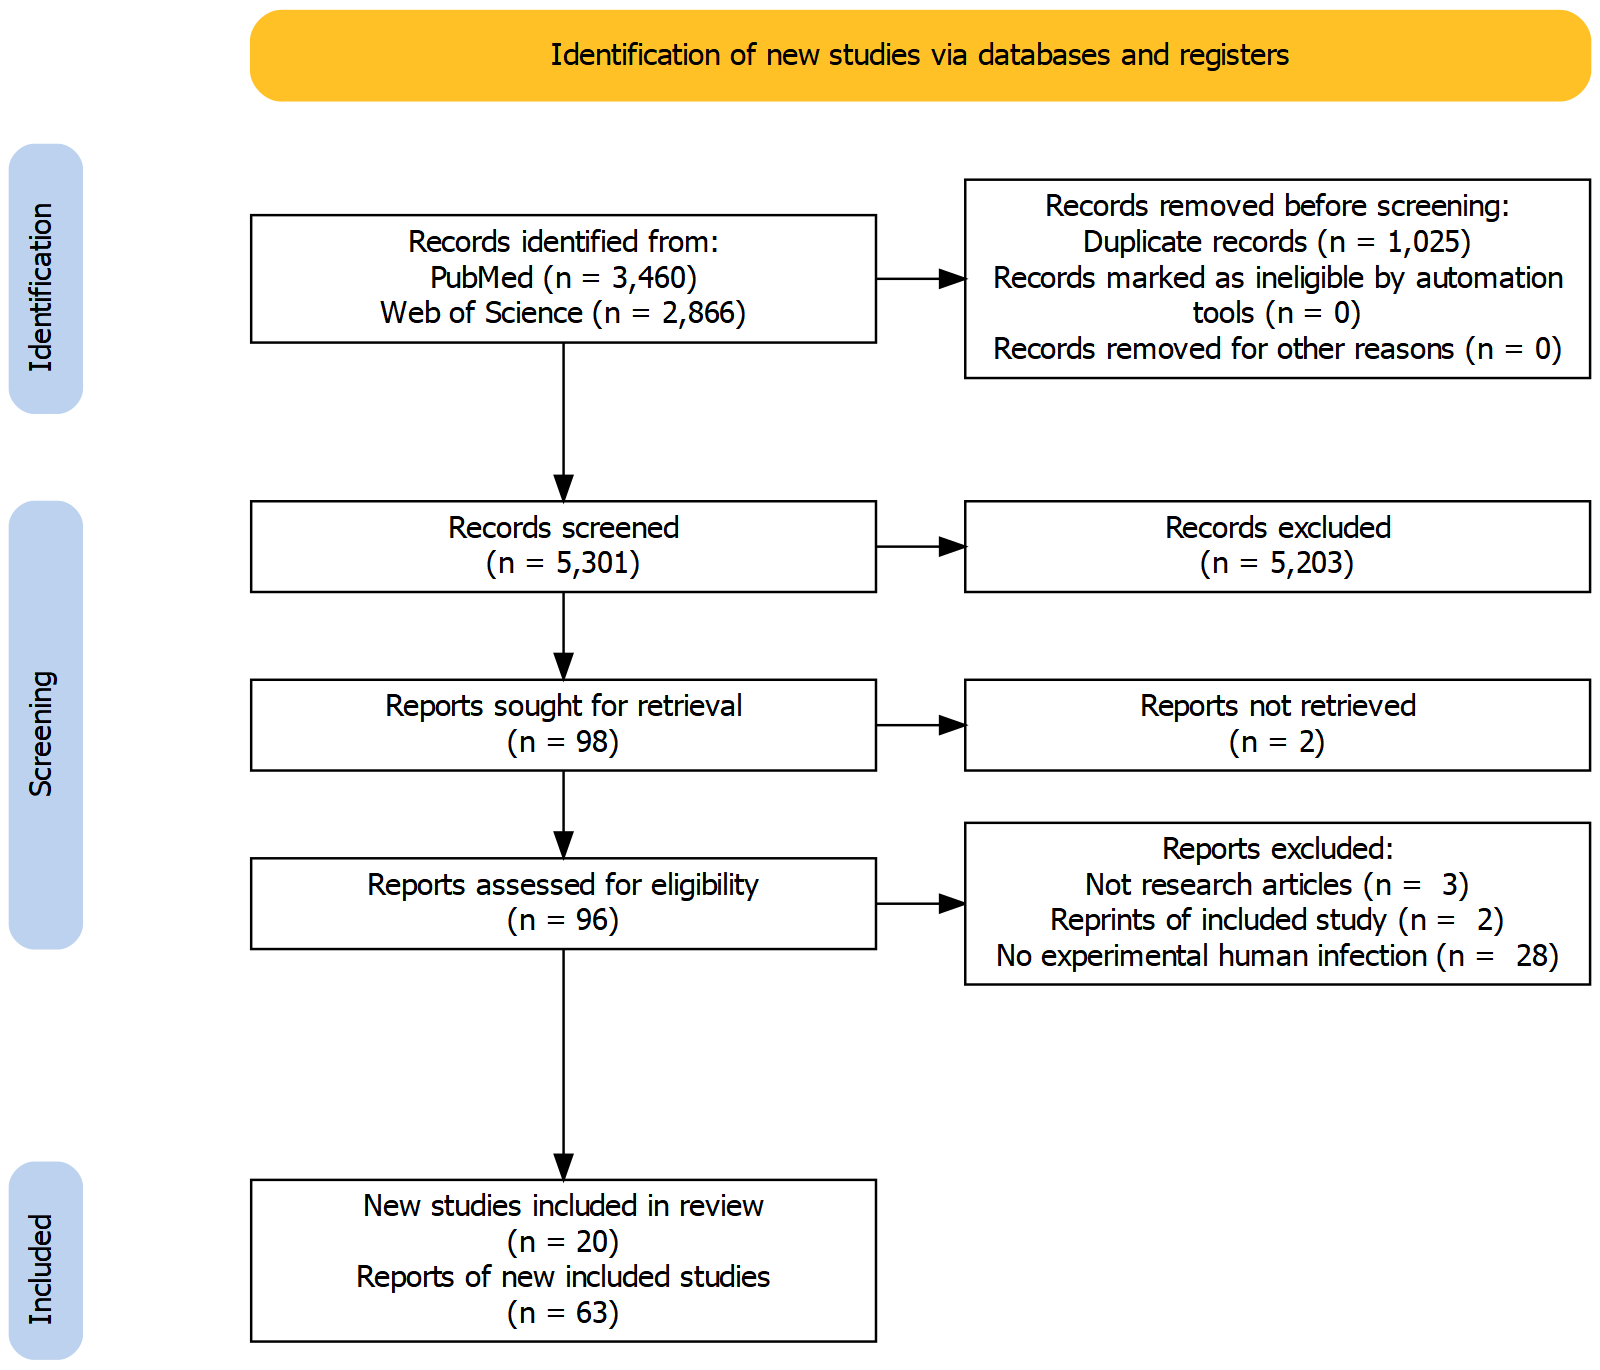 Identification of new studies via databases and registers
Identification
Records identified from:
PubMed (n = 3,460)
Web of Science (n = 2,866)
Records removed before screening:
Duplicate records (n = 1,025)
Records marked as ineligible by automation
tools (n = 0)
Records removed for other reasons (n = 0)
Screening
Records screened
(n = 5,301)
Records excluded
(n = 5,203)
Reports sought for retrieval
(n = 98)
Reports not retrieved
(n = 2)
Reports assessed for eligibility
(n = 96)
Reports excluded:
Not research articles (n =  3)
Reprints of included study (n =  2)
No experimental human infection (n =  28)
Included
New studies included in review
(n = 20)
Reports of new included studies
(n = 63)